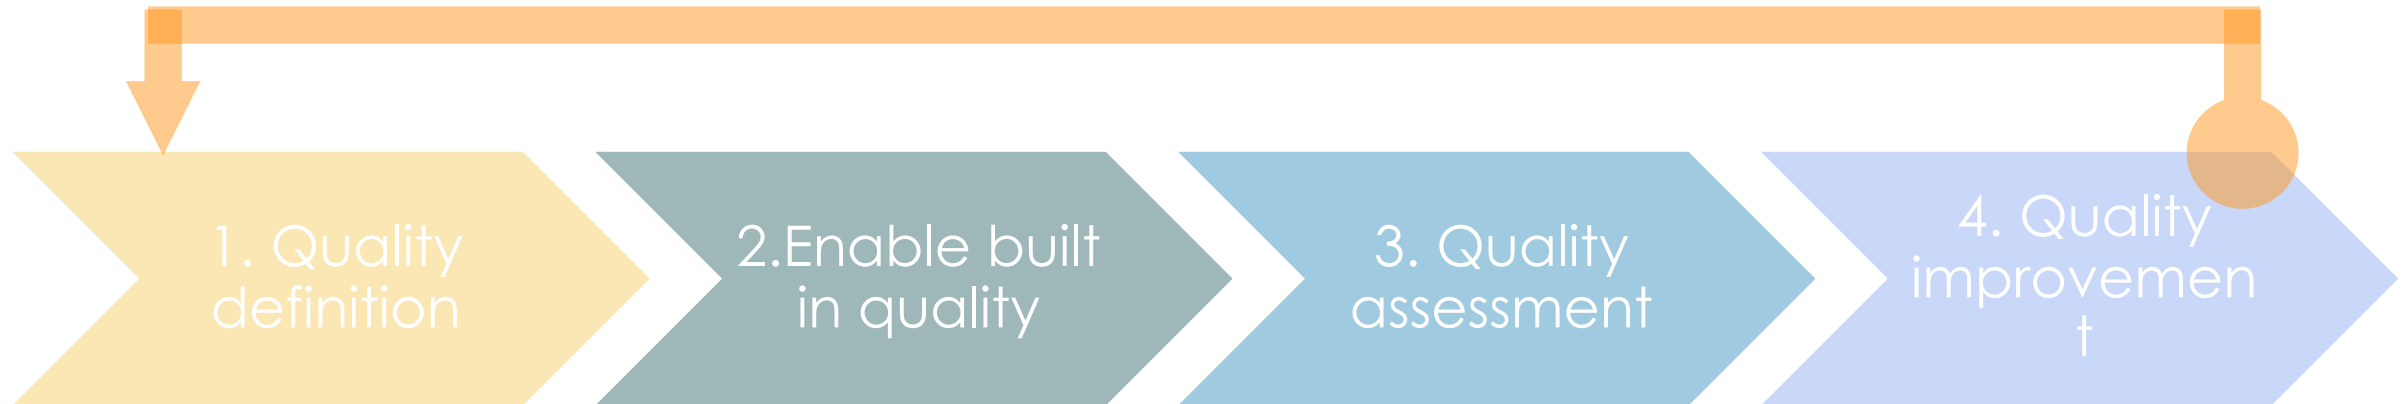 1. Quality
definition
2.Enable built
in quality
3. Quality
assessment
4. Quality
improvemen
t